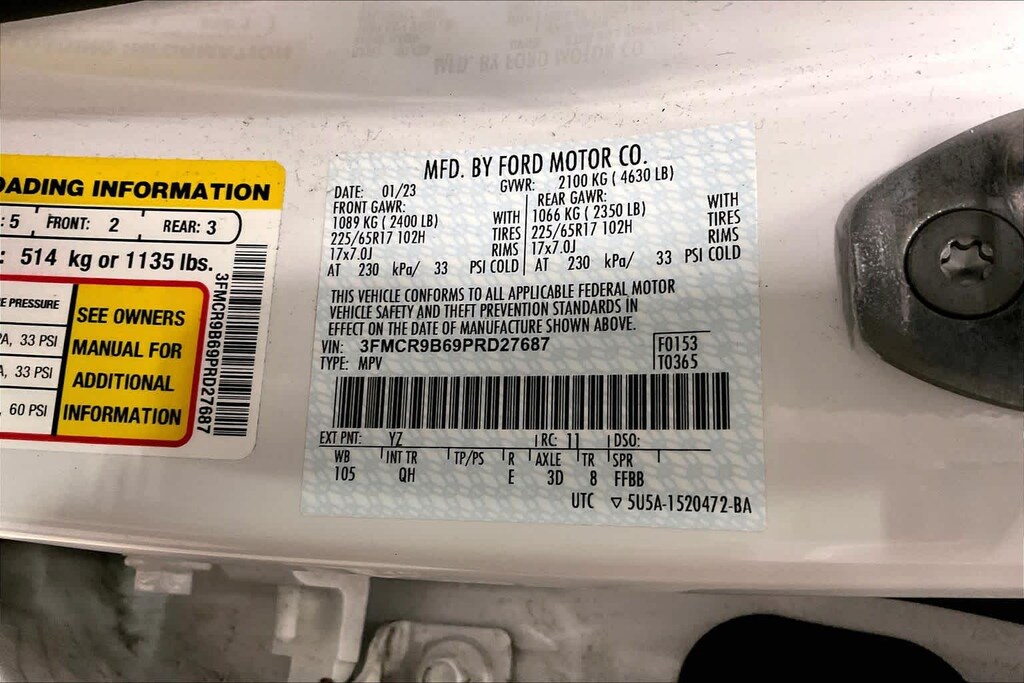 OADING INFORMATION
: 5 FRONT: 2 REAR: 3
: 514 kg or 1135 lbs.
E PRESSURE
PA, 33 PSI
A, 33 PSI
, 60 PSI
SEE OWNERS
MANUAL FOR
ADDITIONAL
INFORMATION
3FMCR9B69PRD27687
MFD. BY FORD MOTOR CO.
DATE: 01/23 GVWR: 2100 KG ( 4630 LB)
FRONT GAWR: REAR GAWR:
1089 KG ( 2400 LB) WITH 1066 KG ( 2350 LB) WITH
225/65R17 102H TIRES 225/65R17 102H TIRES
17x7.0J RIMS 17x7.0J RIMS
AT 230 kPa/ 33 PSI COLD AT 230 kPa/ 33 PSI COLD
THIS VEHICLE CONFORMS TO ALL APPLICABLE FEDERAL MOTOR
VEHICLE SAFETY AND THEFT PREVENTION STANDARDS IN
EFFECT ON THE DATE OF MANUFACTURE SHOWN ABOVE.
VIN: 3FMCR9B69PRD27687 F0153
TYPE: MPV T0365
EXT PNT: YZ RC: 11 DSO:
WB INT TR TP/PS R AXLE TR SPR
105 QH E 3D 8 FFBB
UTC ▽ 5U5A-1520472-BA